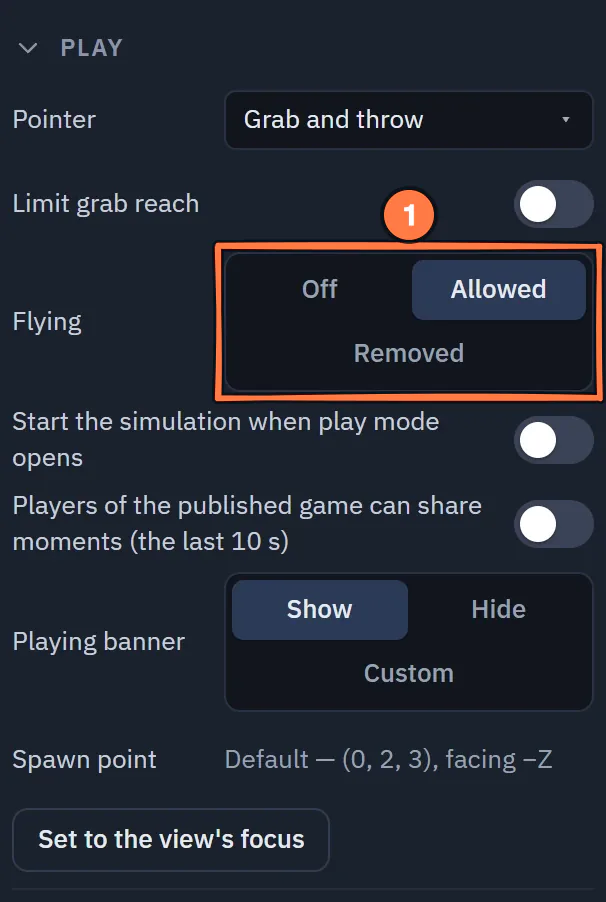 PLAY
Pointer
Grab and throw
Limit grab reach
1
Flying
Off
Allowed
Removed
Start the simulation when play mode
opens
Players of the published game can share
moments (the last 10 s)
Playing banner
Show
Hide
Custom
Spawn point
Default — (0, 2, 3), facing −Z
Set to the view's focus